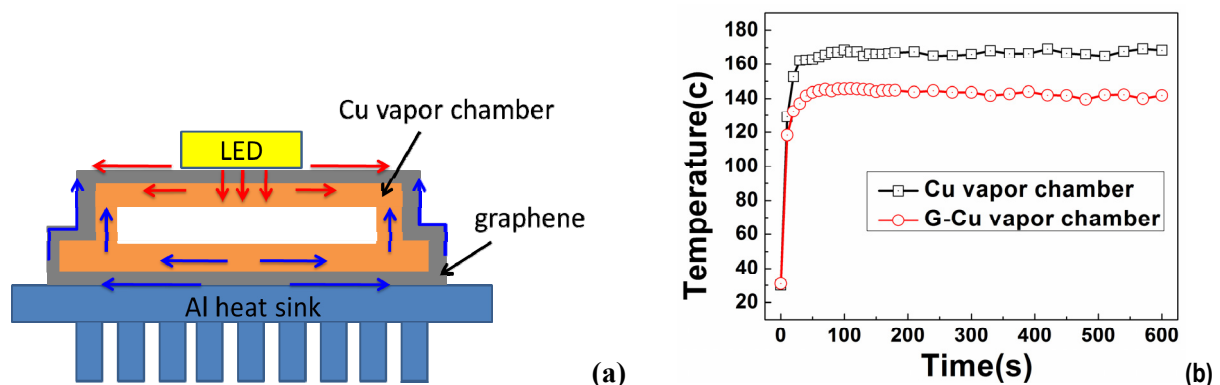 LED
Cu vapor chamber
graphene
Al heat sink
(a)
Temperature(c)
180
160
140
120
100
80
60
40
20
Cu vapor chamber
G-Cu vapor chamber
0 100 200 300 400 500 600
Time(s)
(b)